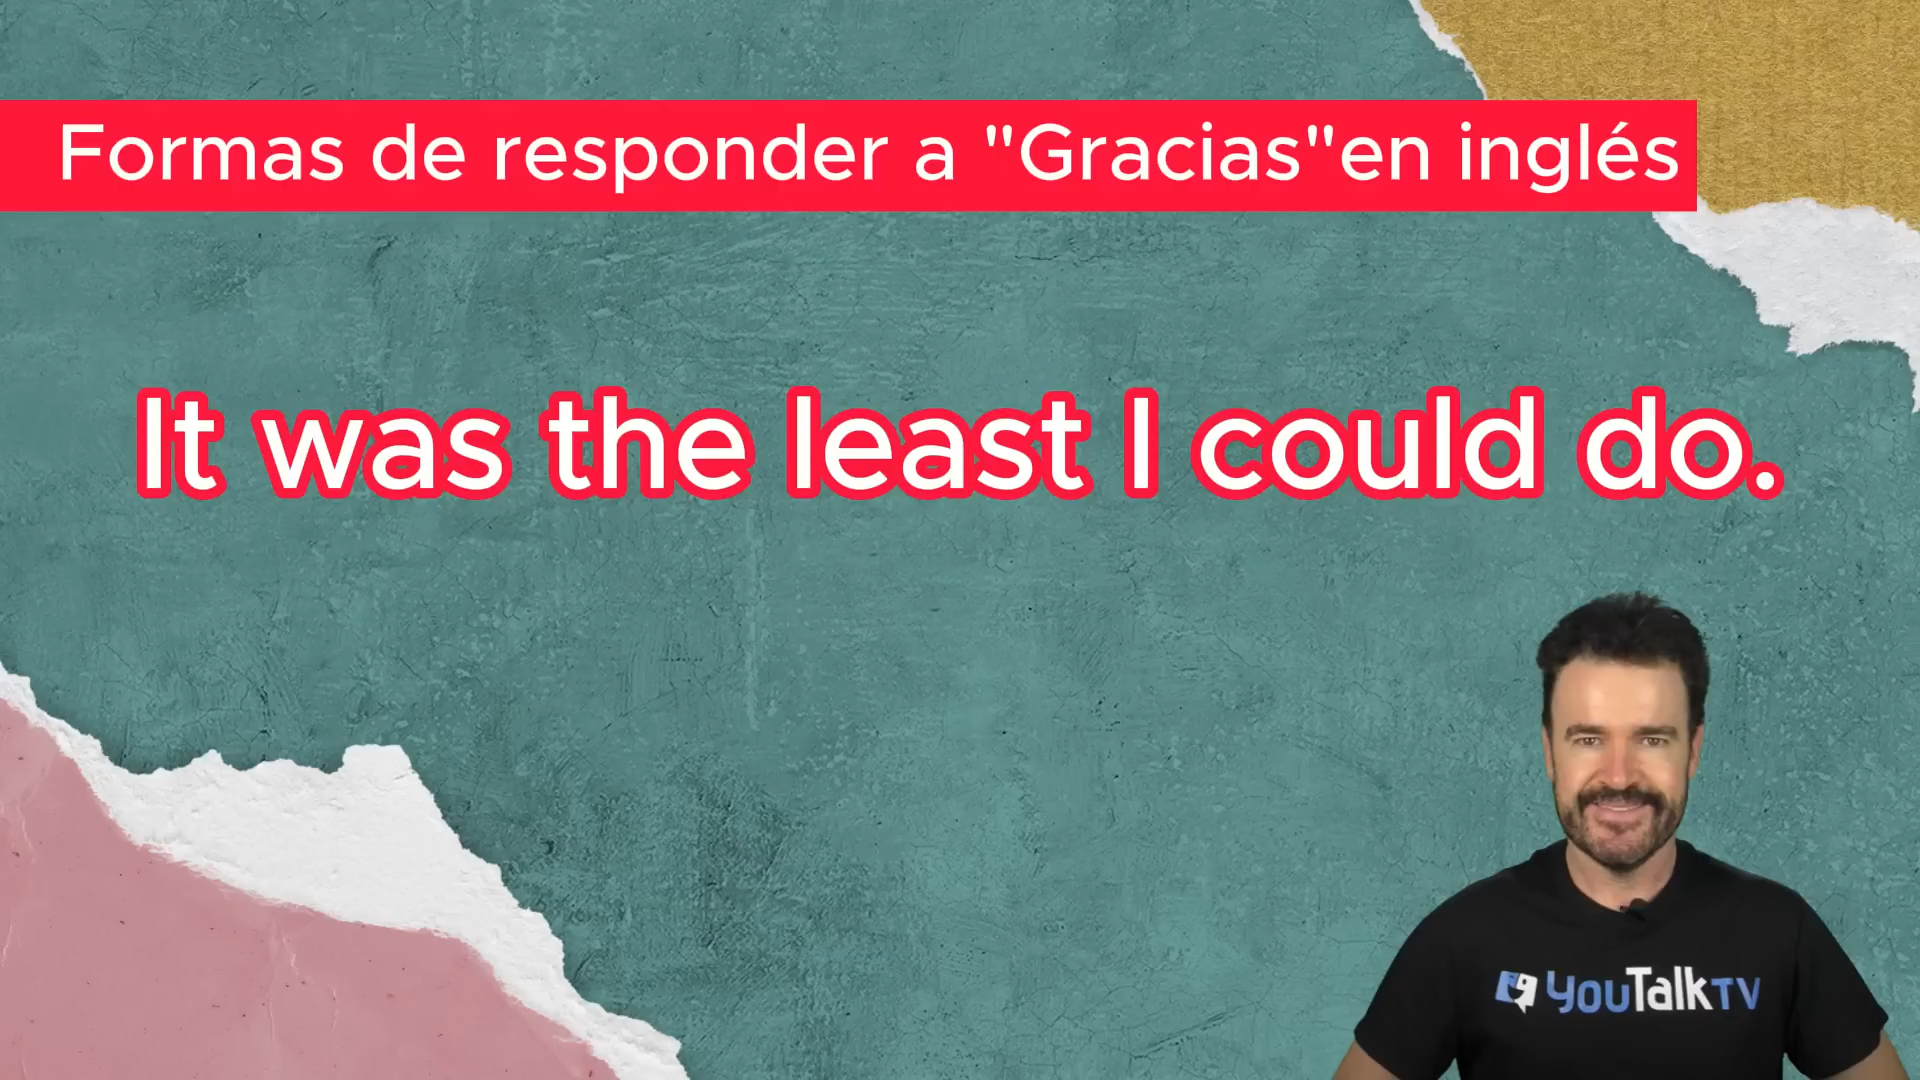 Formas de responder a "Gracias"en inglés
It was the least I could do.
YouTalkTV